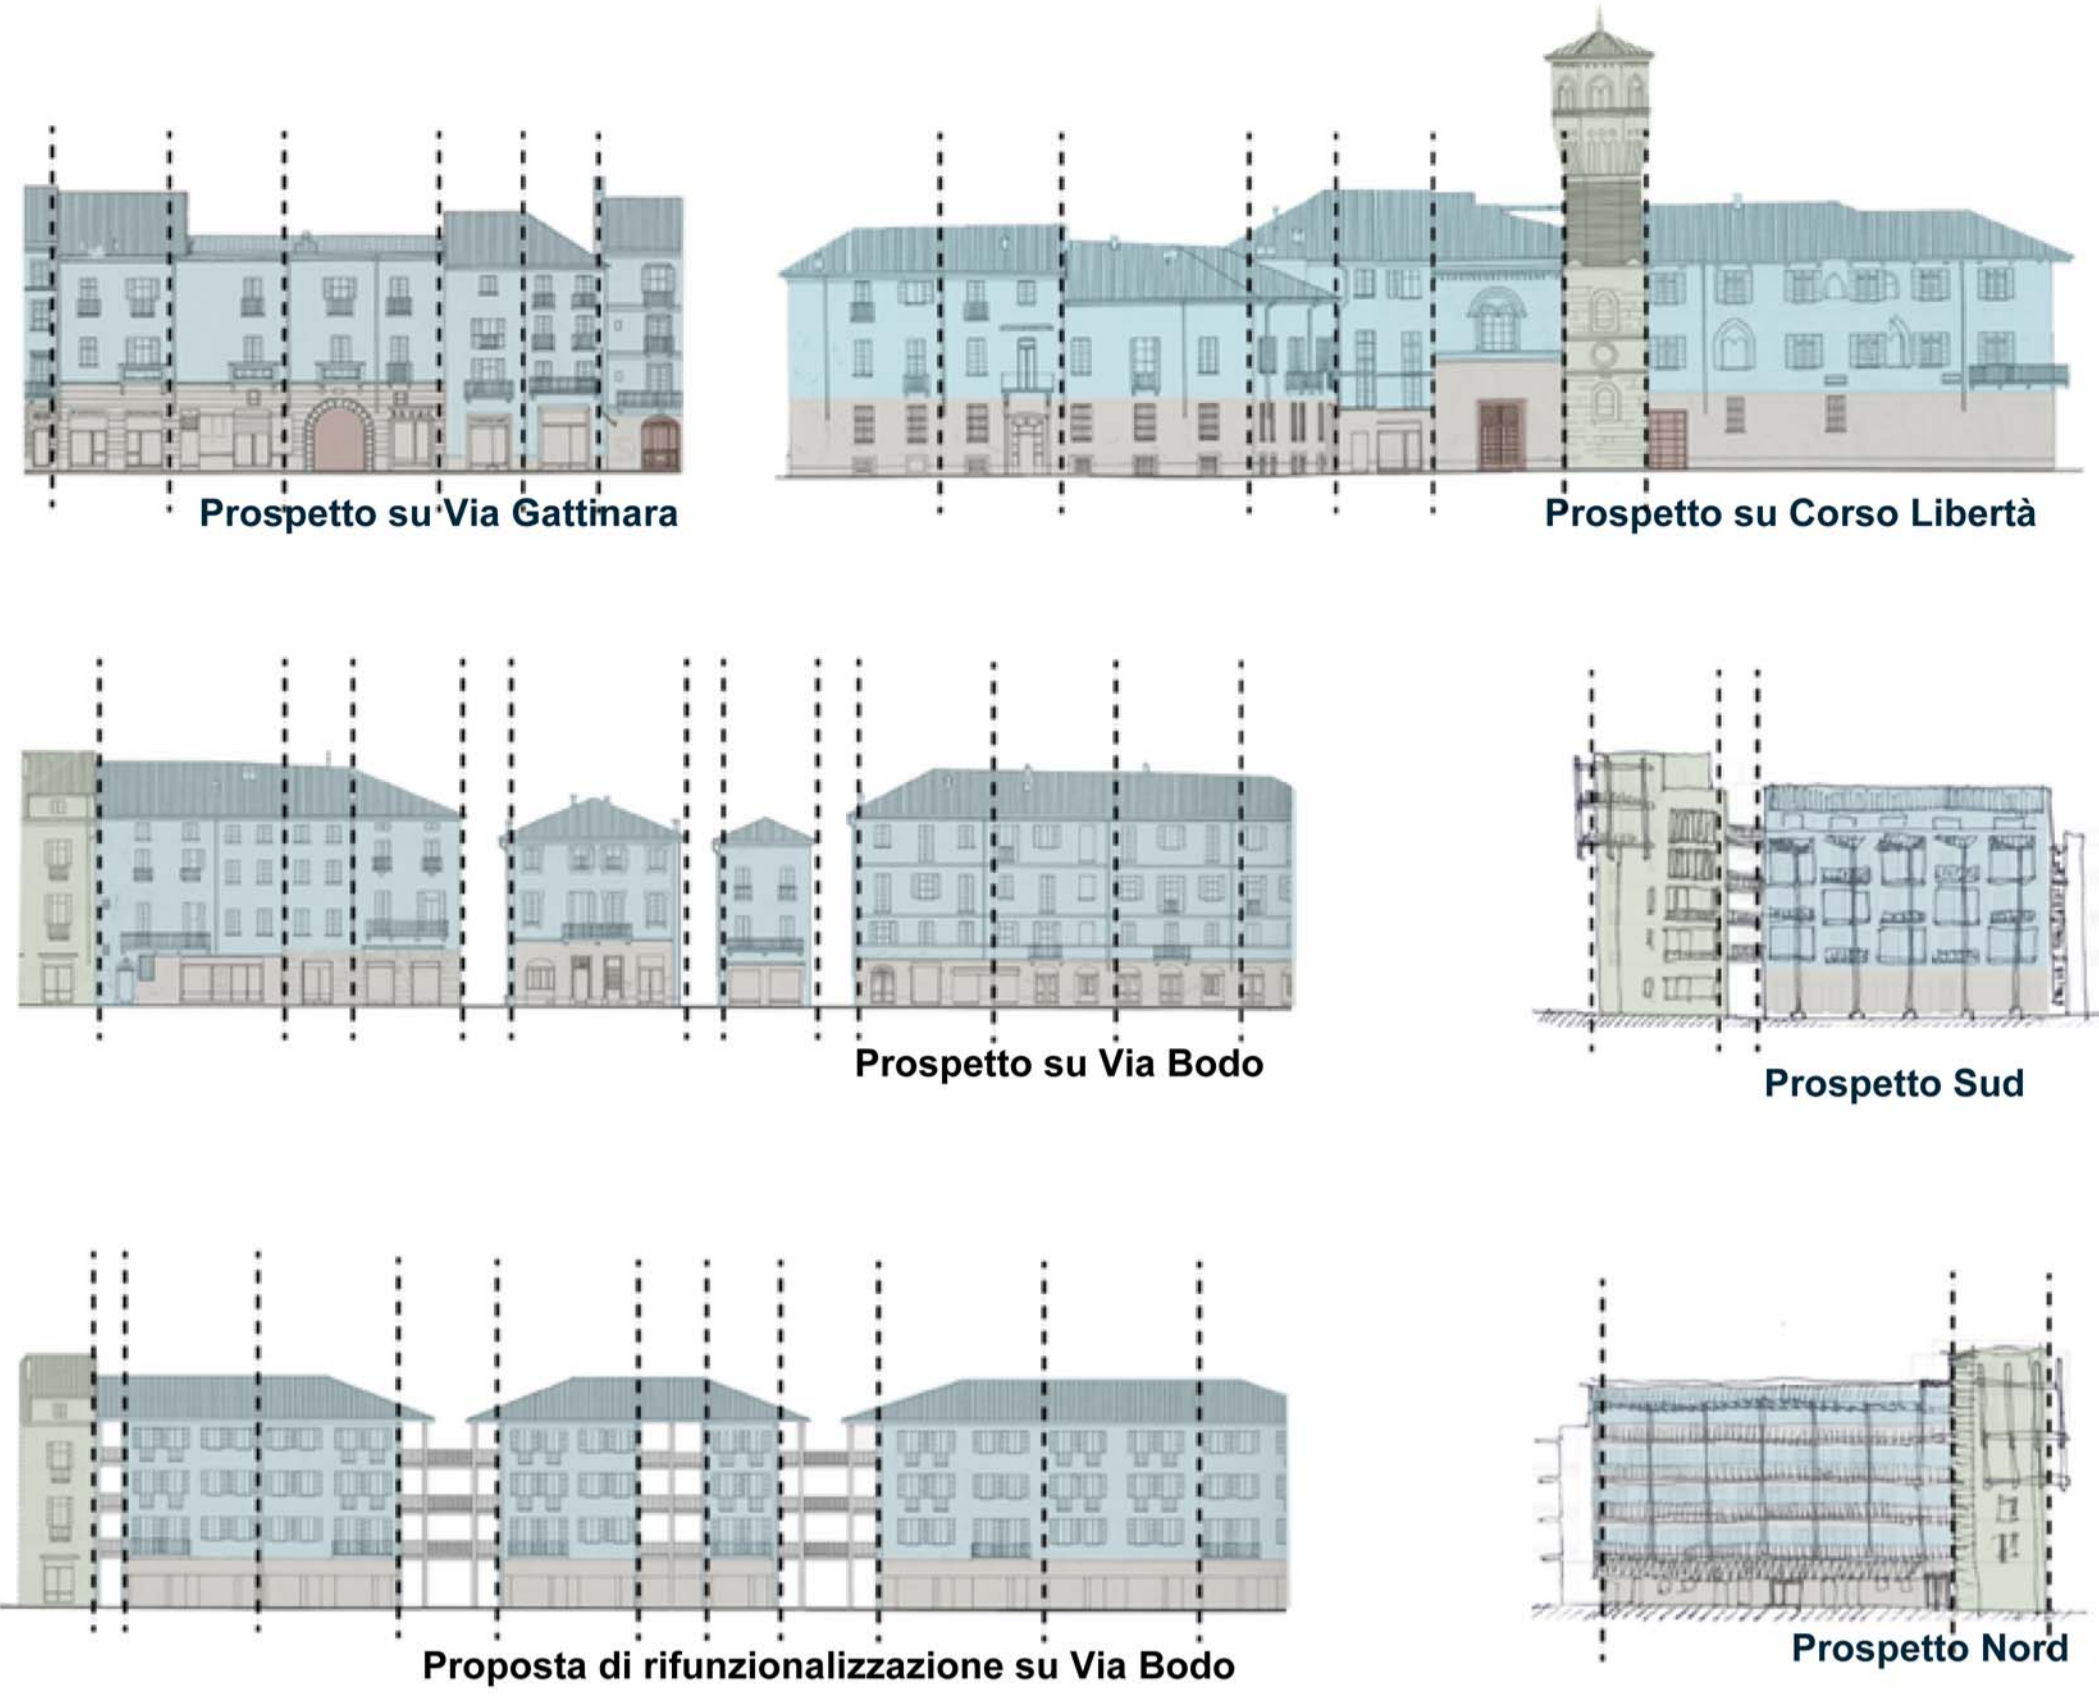 Prospetto su Via Gattinara
Prospetto su Corso Libertà
Prospetto su Via Bodo
Prospetto Sud
Proposta di rifunzionalizzazione su Via Bodo
Prospetto Nord